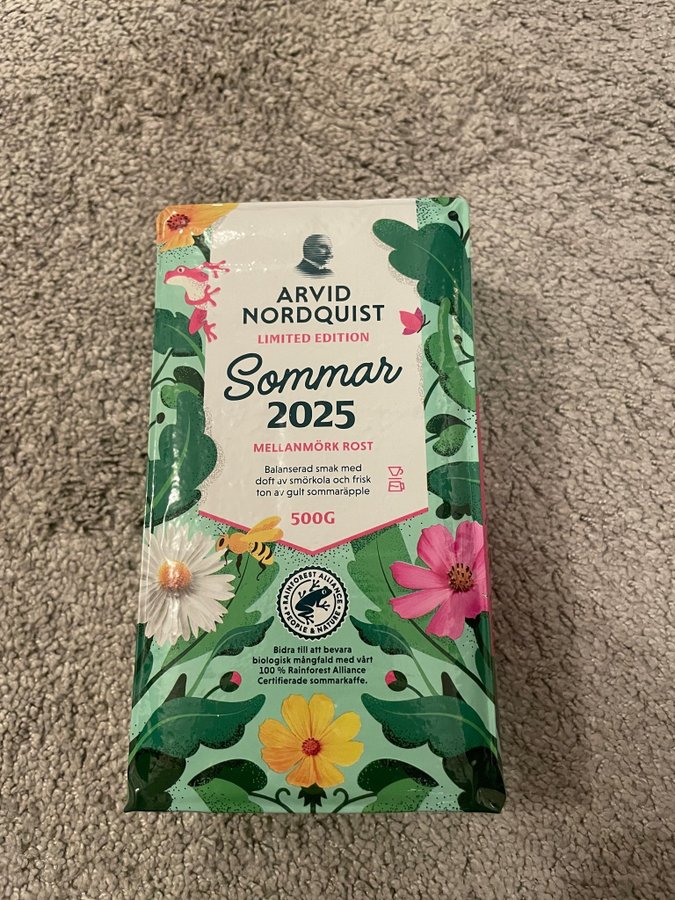 ARVID
NORDQUIST
LIMITED EDITION
Sommar
2025
MELLANMÖRK ROST
Balanserad smak med
doft av smörkola och frisk
ton av gult sommaräpple
500G
RAINFOREST ALLIANCE
PEOPLE & NATURE
Bidra till att bevara
biologisk mångfald med vårt
100 % Rainforest Alliance
Certifierade sommarkaffe.